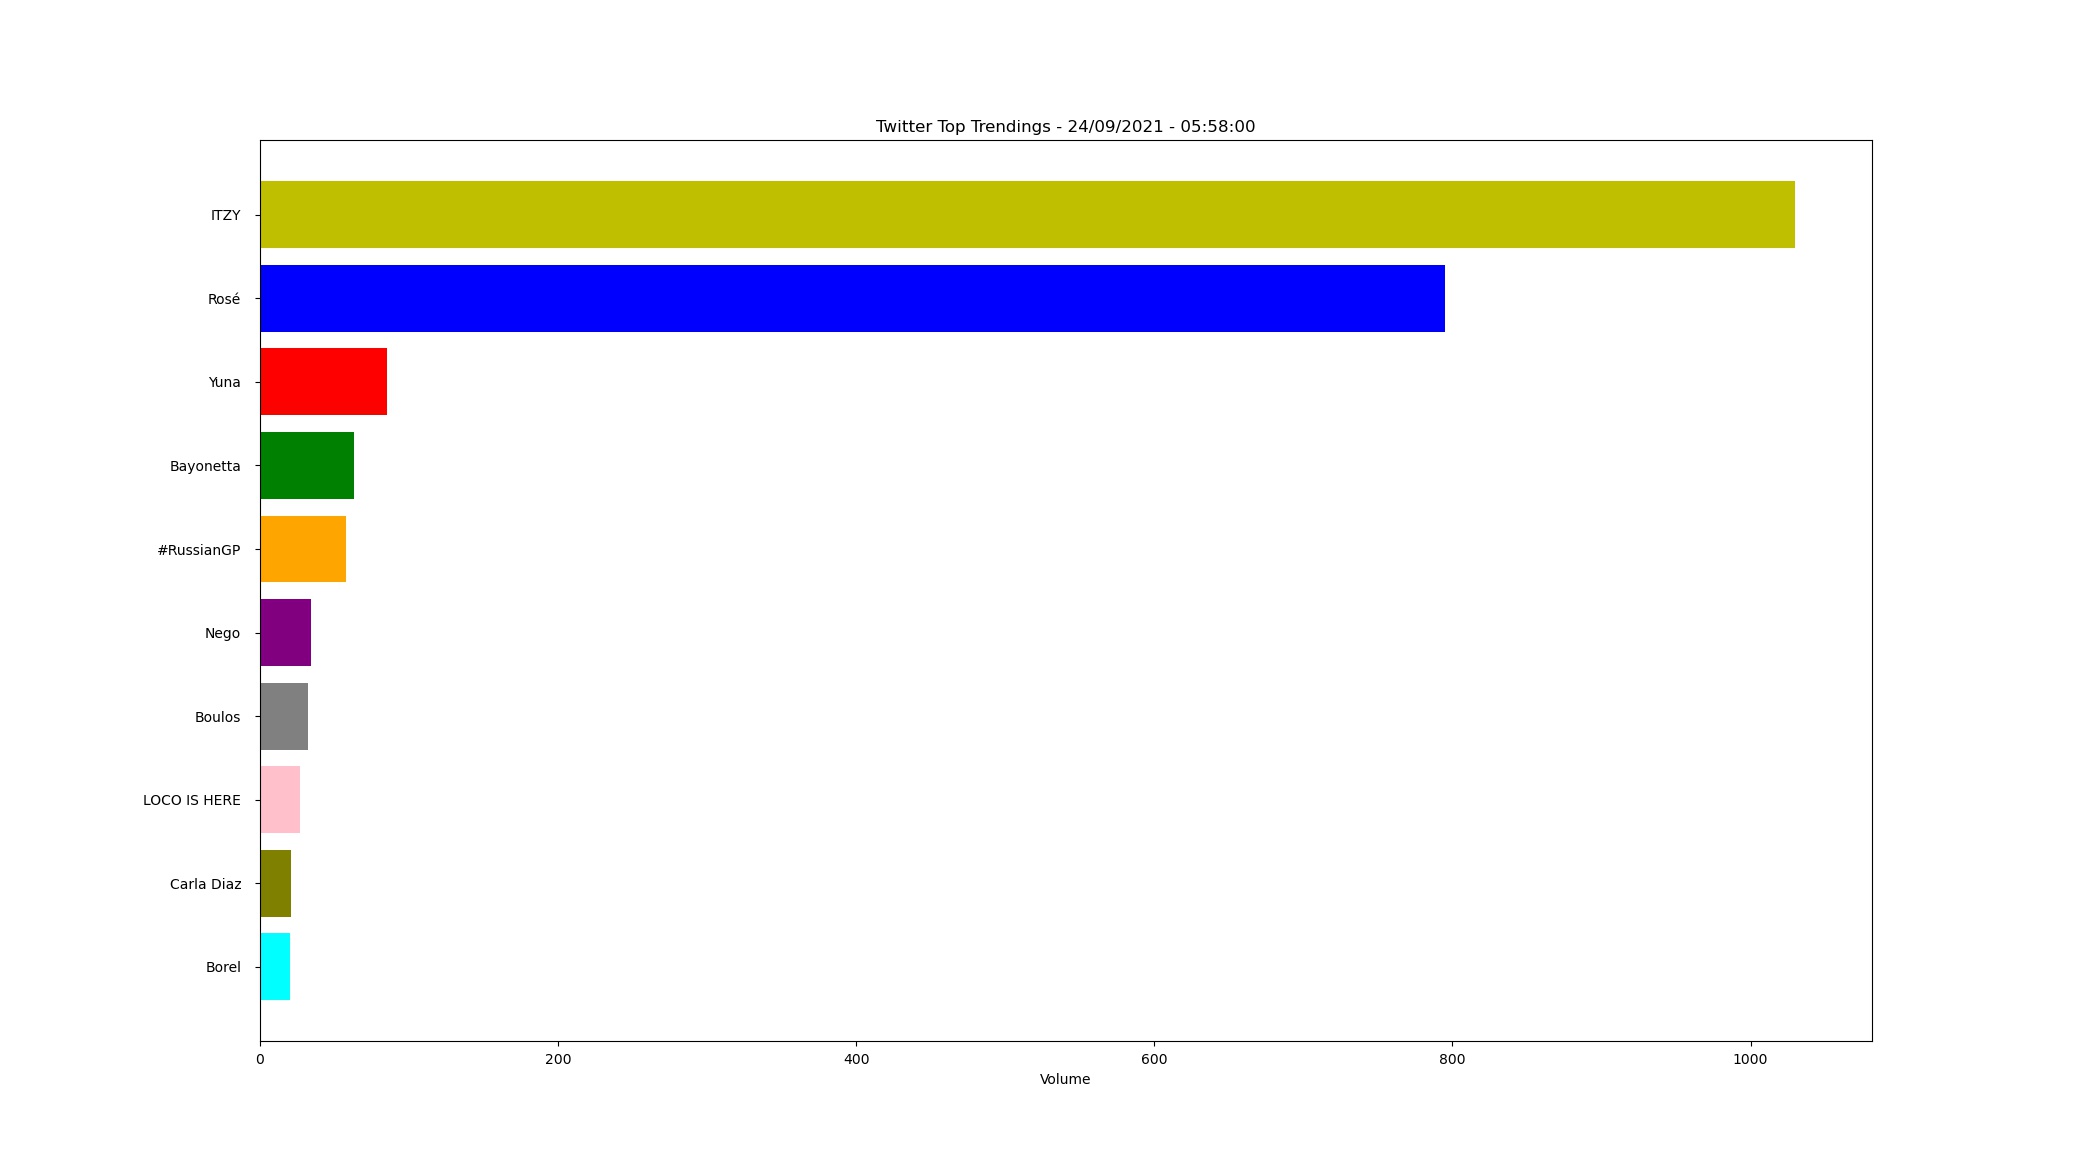 Twitter Top Trendings - 24/09/2021 - 05:58:00
ITZY
Rosé
Yuna
Bayonetta
#RussianGP
Nego
Boulos
LOCO IS HERE
Carla Diaz
Borel
0 200 400 600 800 1000
Volume